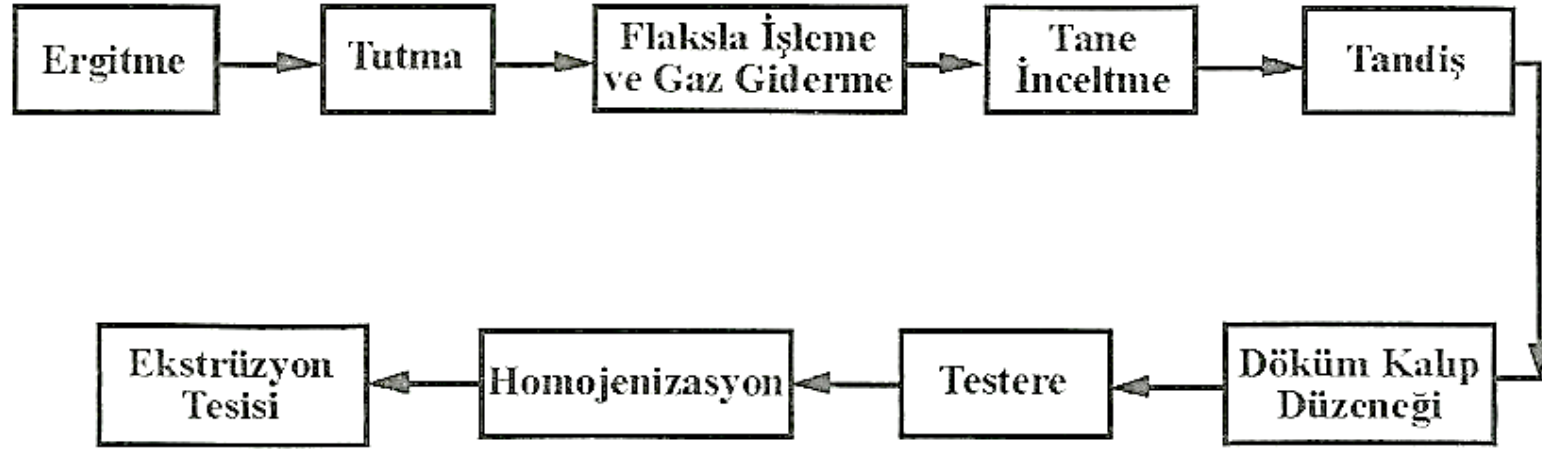 Ergitme
Tutma
Flaksla İşleme
ve Gaz Giderme
Tane
İnceltme
Tandiş
Döküm Kalıp
Düzeneği
Testere
Homojenizasyon
Ekstrüzyon
Tesisi